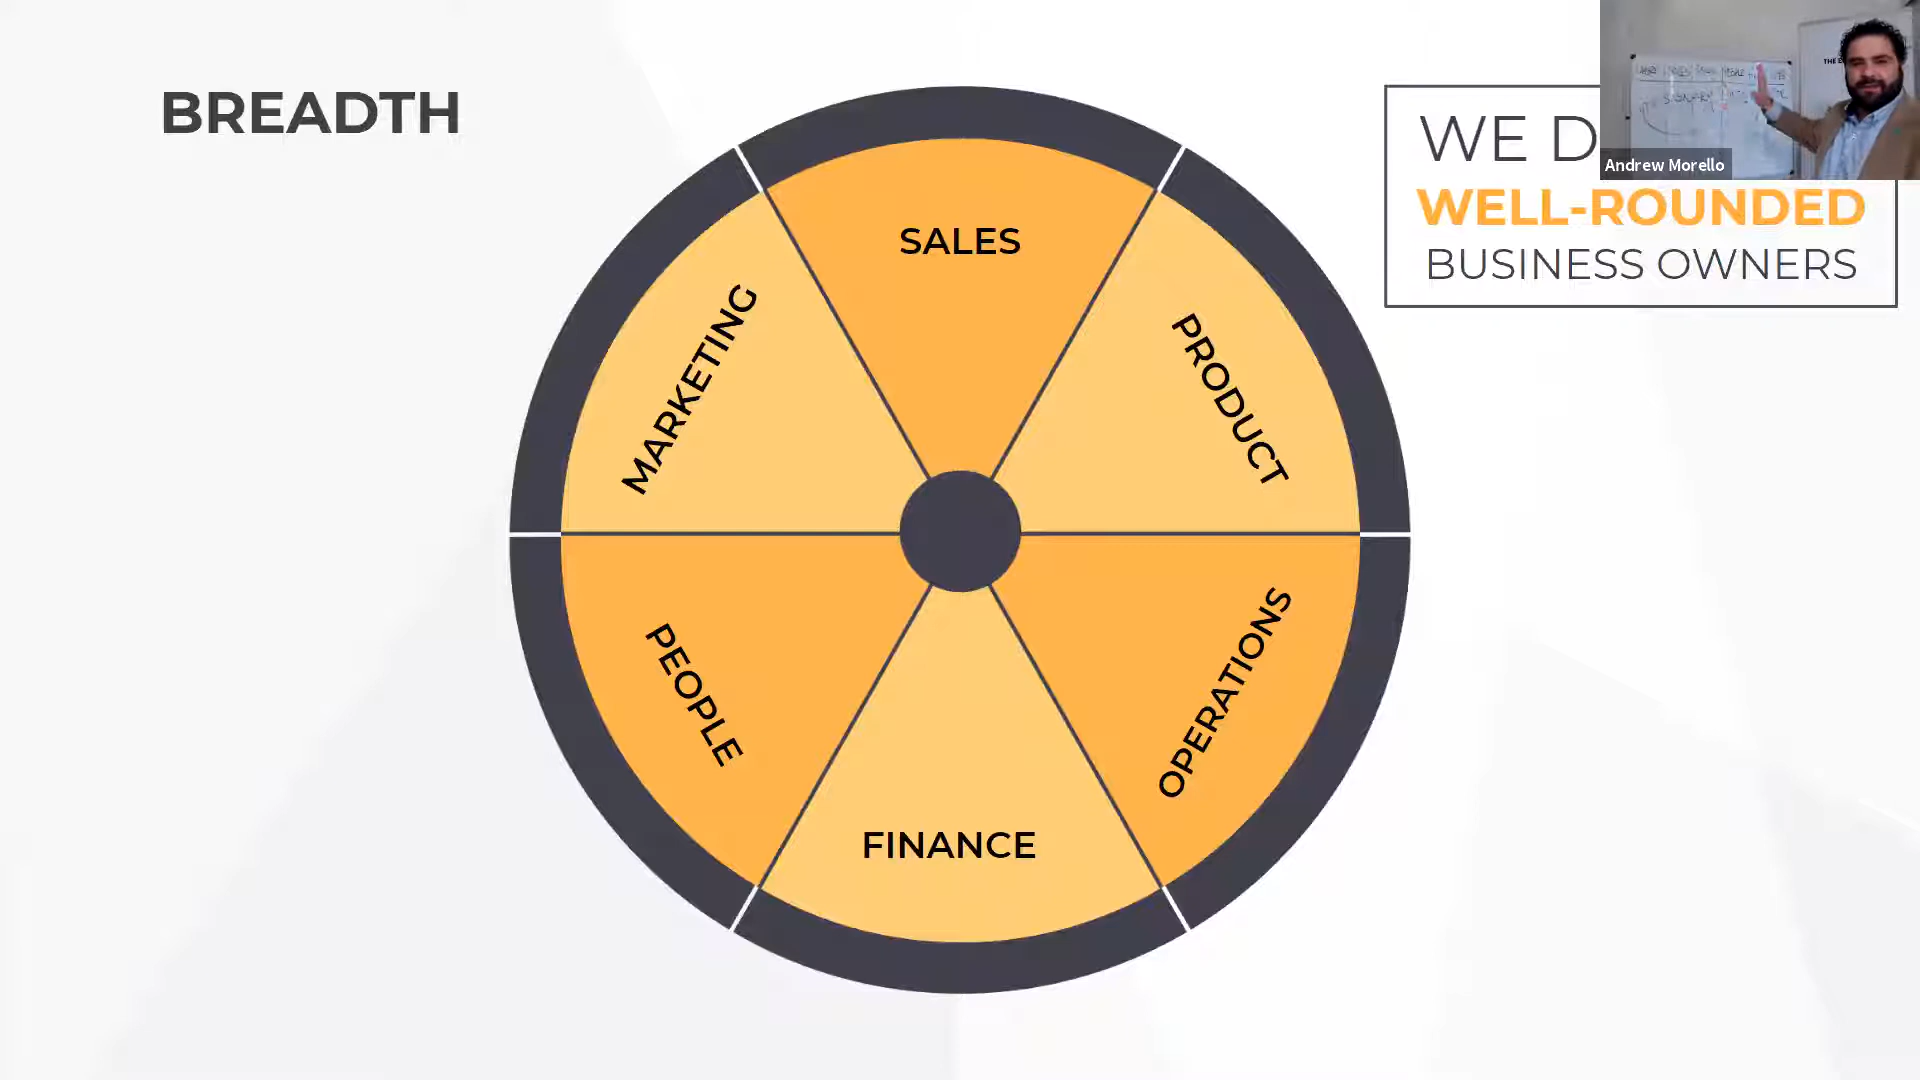 BREADTH
WE D
WELL-ROUNDED
BUSINESS OWNERS
Andrew Morello
SALES
MARKETING
PRODUCT
PEOPLE
OPERATIONS
FINANCE